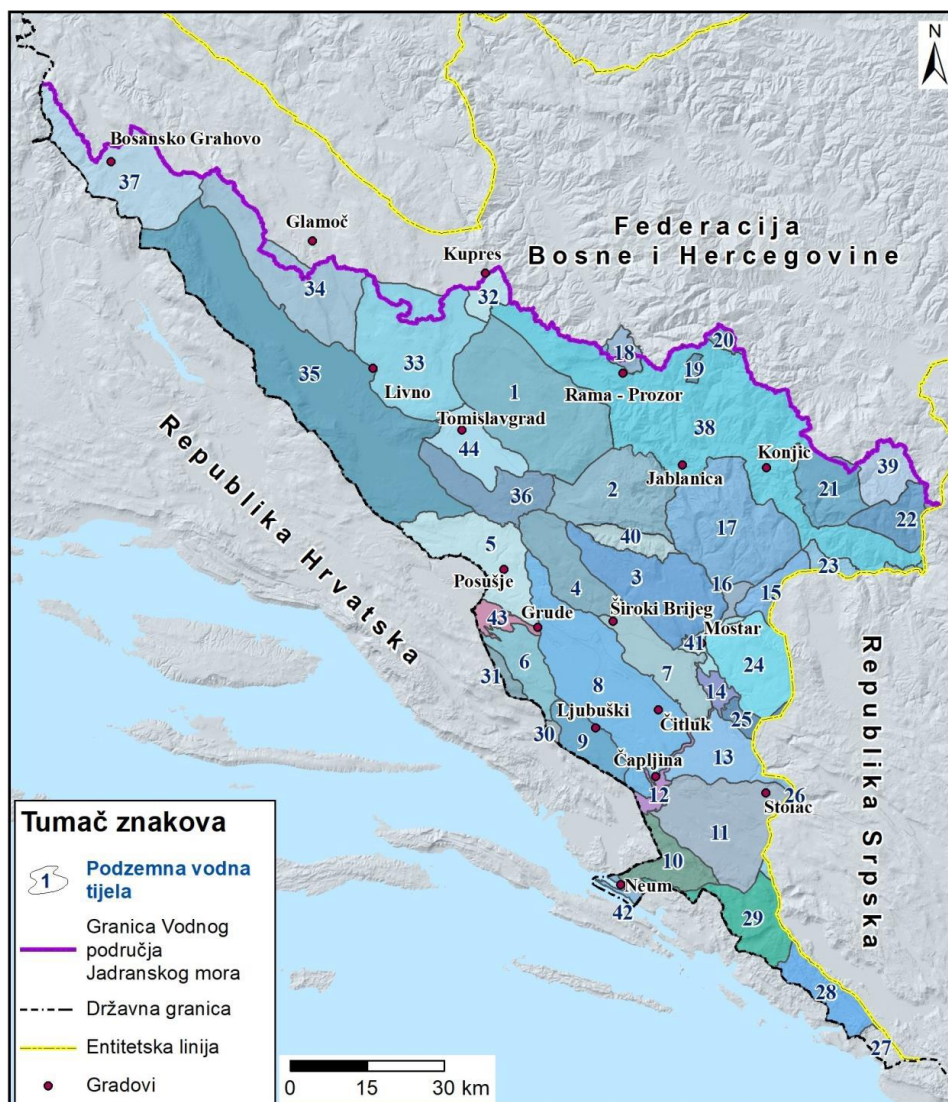 N
Bosansko Grahovo
37
Glamoč
Federacija
Bosne i Hercegovine
Kupres
34
32
20
18
19
35
33
1
Livno
Rama - Prozor
38
Tomislavgrad
44
Konjic
Jablanica
39
2
21
36
22
17
Republika Hrvatska
40
5
3
23
Posušje
4
16
15
Široki Brijeg
43
Grude
Mostar
41
6
7
24
31
8
14
Ljubuški
Čitluk
25
30
9
13
Republika Srpska
Čapljina
12
26
Stolac
11
10
Neum
42
29
28
27
Tumač znakova
1
Podzemna vodna
tijela
Granica Vodnog
područja
Jadranskog mora
Državna granica
Entitetska linija
Gradovi
0 15 30 km